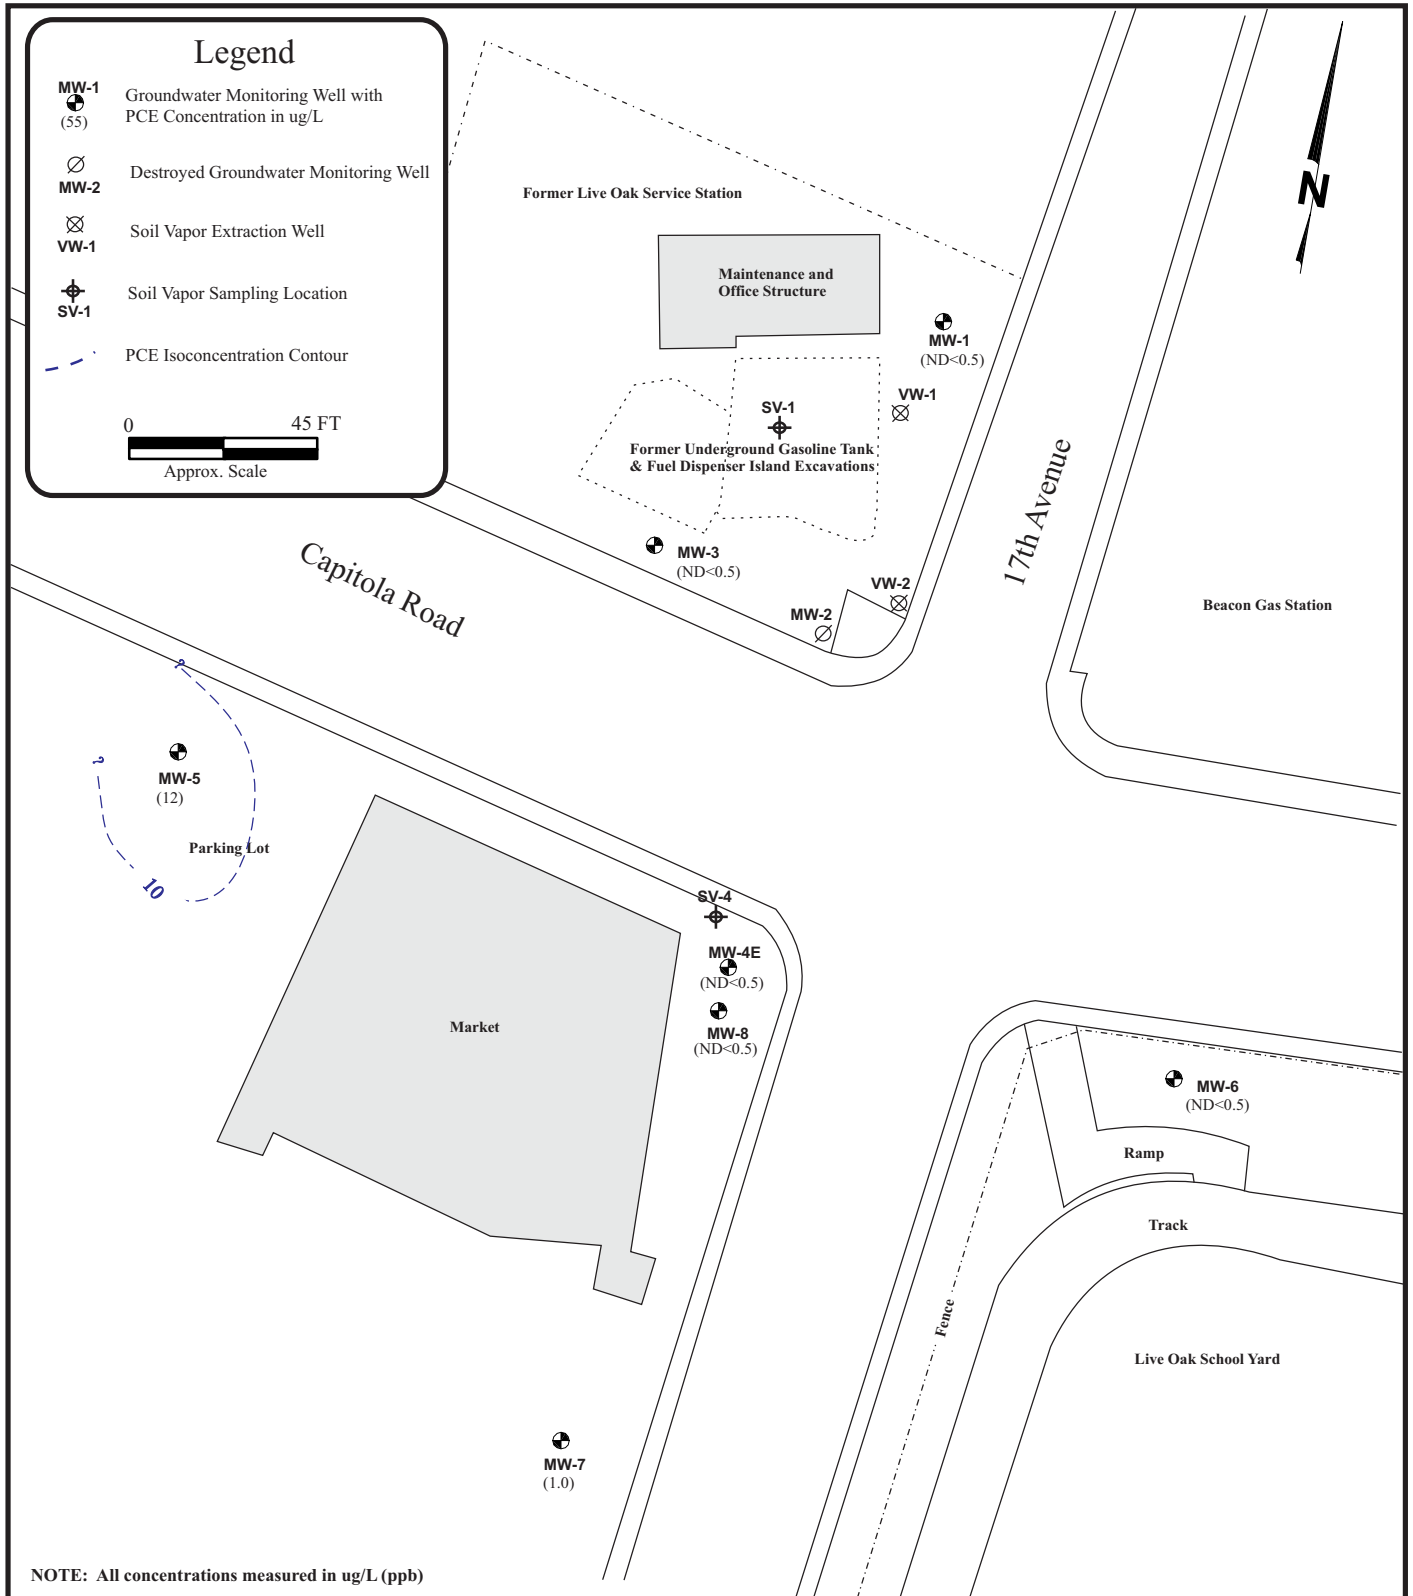 Legend
MW-1
(55)
Groundwater Monitoring Well with
PCE Concentration in ug/L
MW-2
Destroyed Groundwater Monitoring Well
VW-1
Soil Vapor Extraction Well
SV-1
Soil Vapor Sampling Location
PCE Isoconcentration Contour
0
45 FT
Approx. Scale
N
Former Live Oak Service Station
Maintenance and
Office Structure
MW-1
(ND<0.5)
VW-1
SV-1
Former Underground Gasoline Tank
& Fuel Dispenser Island Excavations
MW-3
(ND<0.5)
VW-2
MW-2
17th Avenue
Capitola Road
Beacon Gas Station
?
?
MW-5
(12)
Parking Lot
10
SV-4
MW-4E
(ND<0.5)
MW-8
(ND<0.5)
Market
MW-6
(ND<0.5)
Ramp
Track
Fence
Live Oak School Yard
MW-7
(1.0)
NOTE: All concentrations measured in ug/L (ppb)